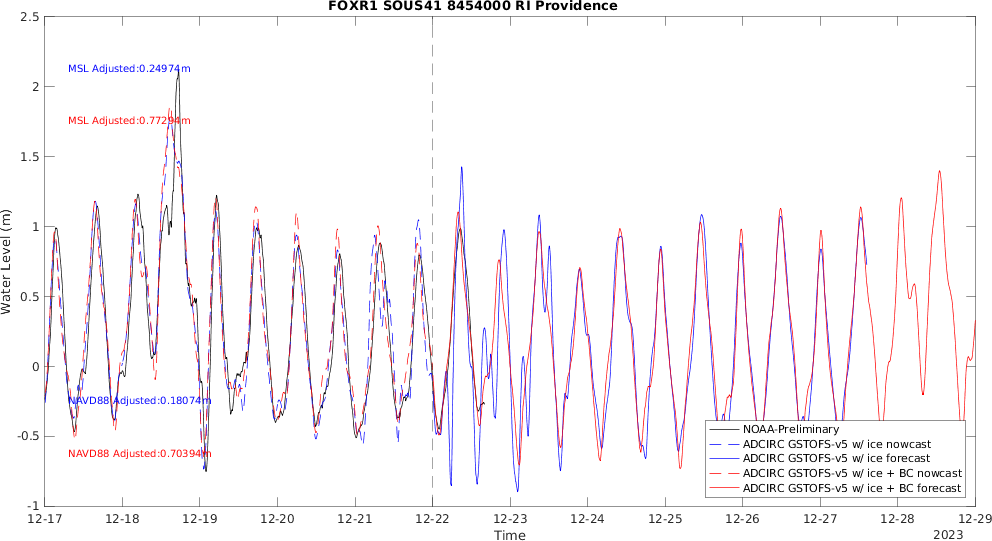 FOXR1 SOUS41 8454000 RI Providence
2.5
2
1.5
1
0.5
0
-0.5
-1
Water Level (m)
MSL Adjusted:0.24974m
MSL Adjusted:0.77294m
NAVD88 Adjusted:0.18074m
NAVD88 Adjusted:0.70394m
NOAA-Preliminary
ADCIRC GSTOFS-v5 w/ ice nowcast
ADCIRC GSTOFS-v5 w/ ice forecast
ADCIRC GSTOFS-v5 w/ ice + BC nowcast
ADCIRC GSTOFS-v5 w/ ice + BC forecast
12-17 12-18 12-19 12-20 12-21 12-22 12-23 12-24 12-25 12-26 12-27 12-28 12-29
Time
2023